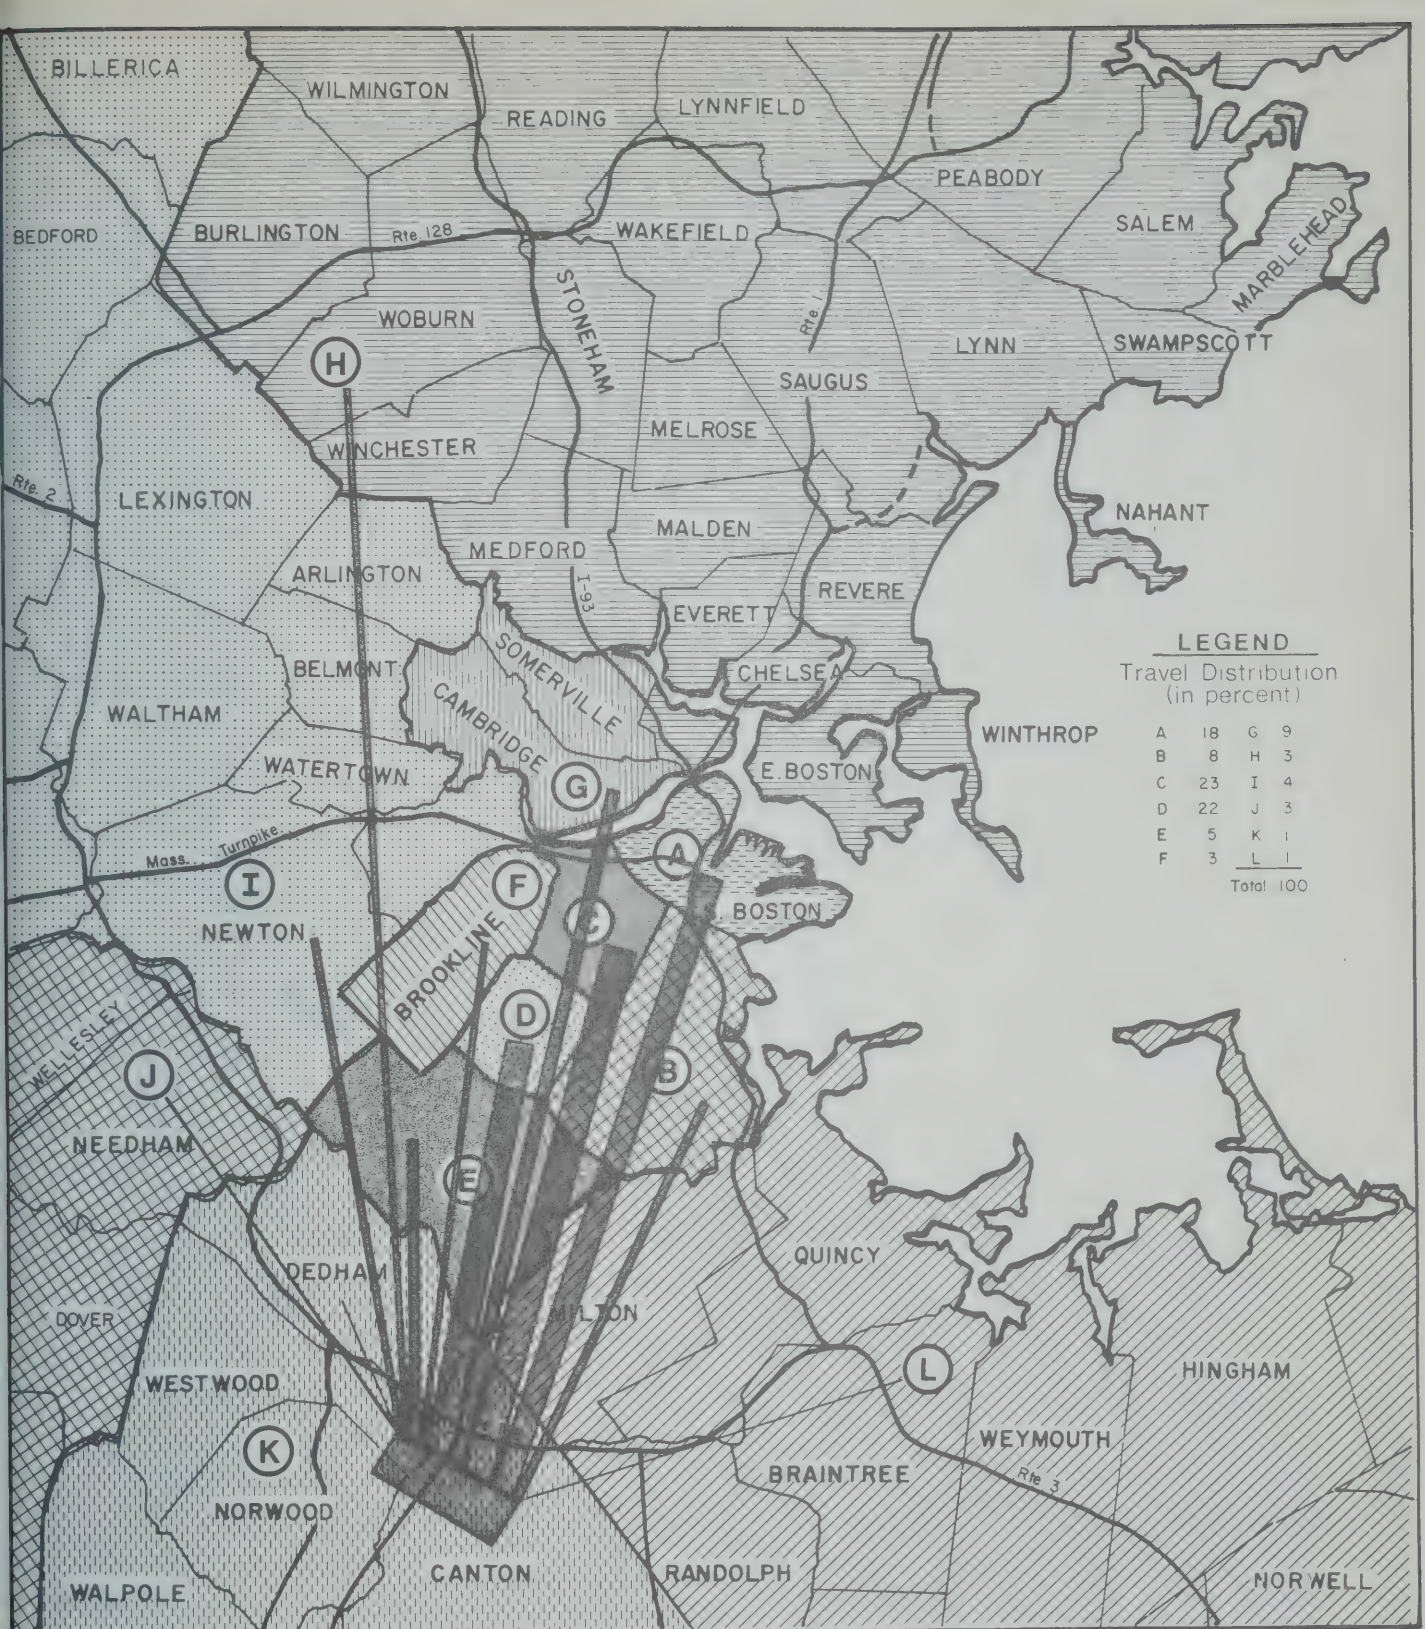 BILLERICA
WILMINGTON
READING
LYNNFIELD
PEABODY
BEDFORD
BURLINGTON
Rte. 128
WAKEFIELD
SALEM
MARBLEHEAD
STONEHAM
WOBURN
Rte. 1
LYNN
SWAMPSCOTT
H
SAUGUS
WINCHESTER
MELROSE
Rte. 2
LEXINGTON
NAHANT
MALDEN
MEDFORD
ARLINGTON
I-93
REVERE
EVERETT
SOMERVILLE
LEGEND
Travel Distribution
(in percent)
A 18 G 9
B 8 H 3
C 23 I 4
D 22 J 3
E 5 K 1
F 3 L 1
Total 100
BELMONT
CHELSEA
CAMBRIDGE
WALTHAM
WINTHROP
WATERTOWN
E. BOSTON
G
Mass. Turnpike
A
I
F
C
S. BOSTON
NEWTON
BROOKLINE
D
WELLESLEY
J
B
NEEDHAM
E
QUINCY
DEDHAM
MILTON
DOVER
L
HINGHAM
WESTWOOD
K
WEYMOUTH
BRAINTREE
Rte 3
NORWOOD
CANTON
RANDOLPH
NORWELL
WALPOLE